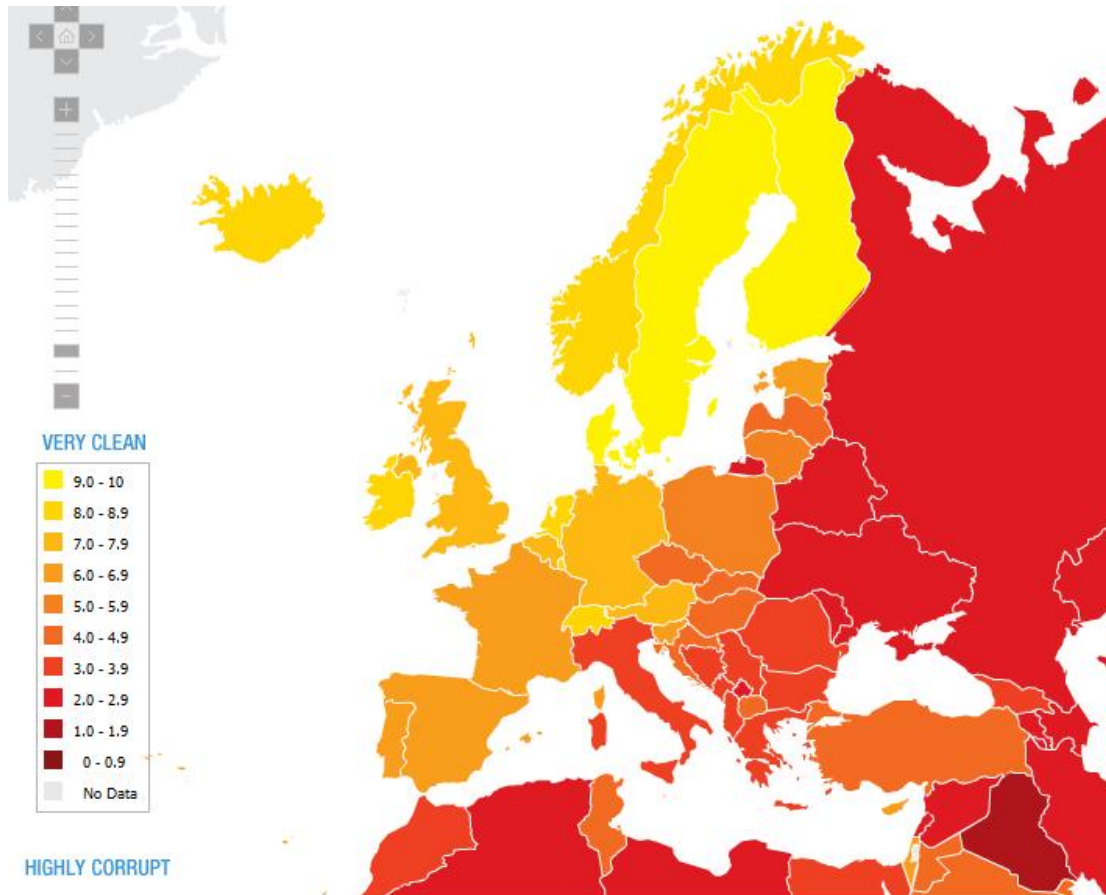 VERY CLEAN
9.0 - 10
8.0 - 8.9
7.0 - 7.9
6.0 - 6.9
5.0 - 5.9
4.0 - 4.9
3.0 - 3.9
2.0 - 2.9
1.0 - 1.9
0 - 0.9
No Data
HIGHLY CORRUPT